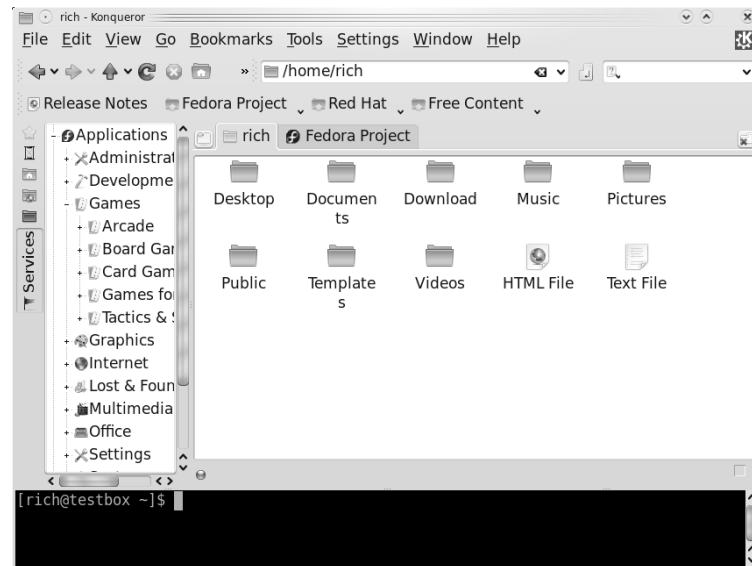 rich - Konqueror
File Edit View Go Bookmarks Tools Settings Window Help
» /home/rich
Release Notes Fedora Project Red Hat Free Content
Services
Applications
Administrat
Developme
Games
Arcade
Board Gar
Card Gam
Games fo
Tactics &
Graphics
Internet
Lost & Foun
Multimedia
Office
Settings
rich Fedora Project
Desktop Documen Download Music Pictures
ts
Public Template Videos HTML File Text File
s
[rich@testbox ~]$